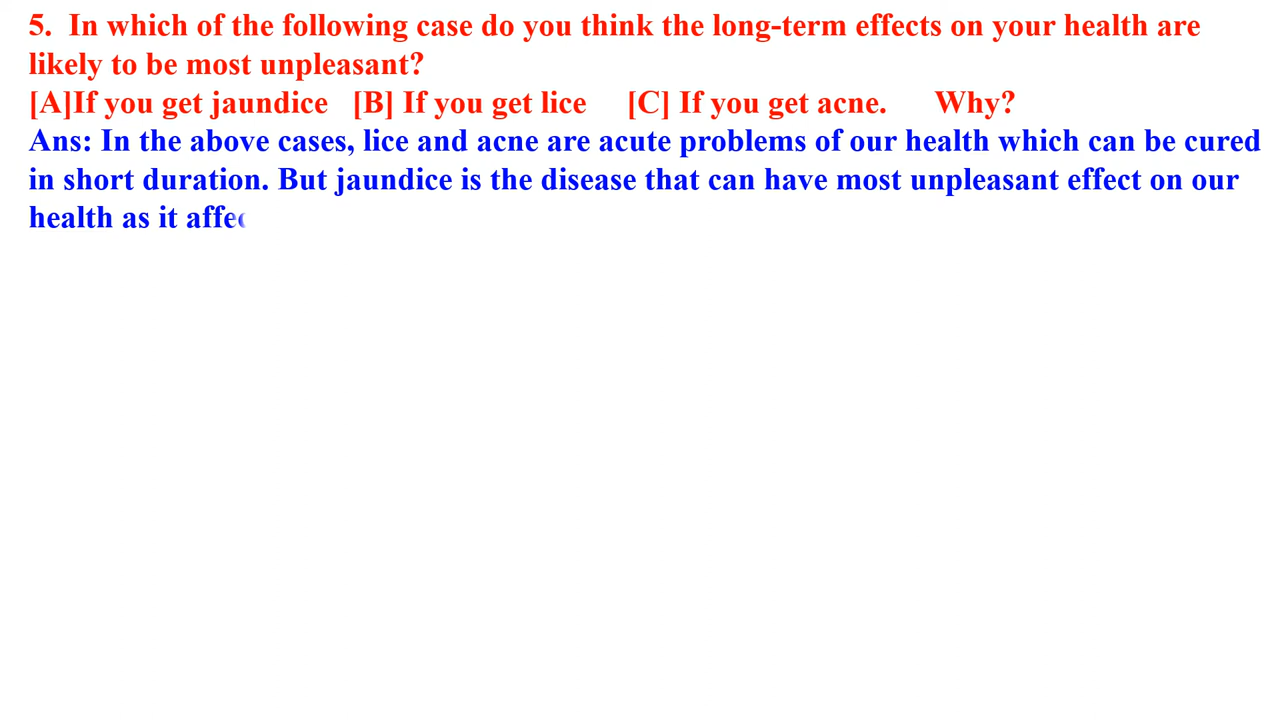 5. In which of the following case do you think the long-term effects on your health are
likely to be most unpleasant?
[A]If you get jaundice [B] If you get lice [C] If you get acne. Why?
Ans: In the above cases, lice and acne are acute problems of our health which can be cured
in short duration. But jaundice is the disease that can have most unpleasant effect on our
health as it affec